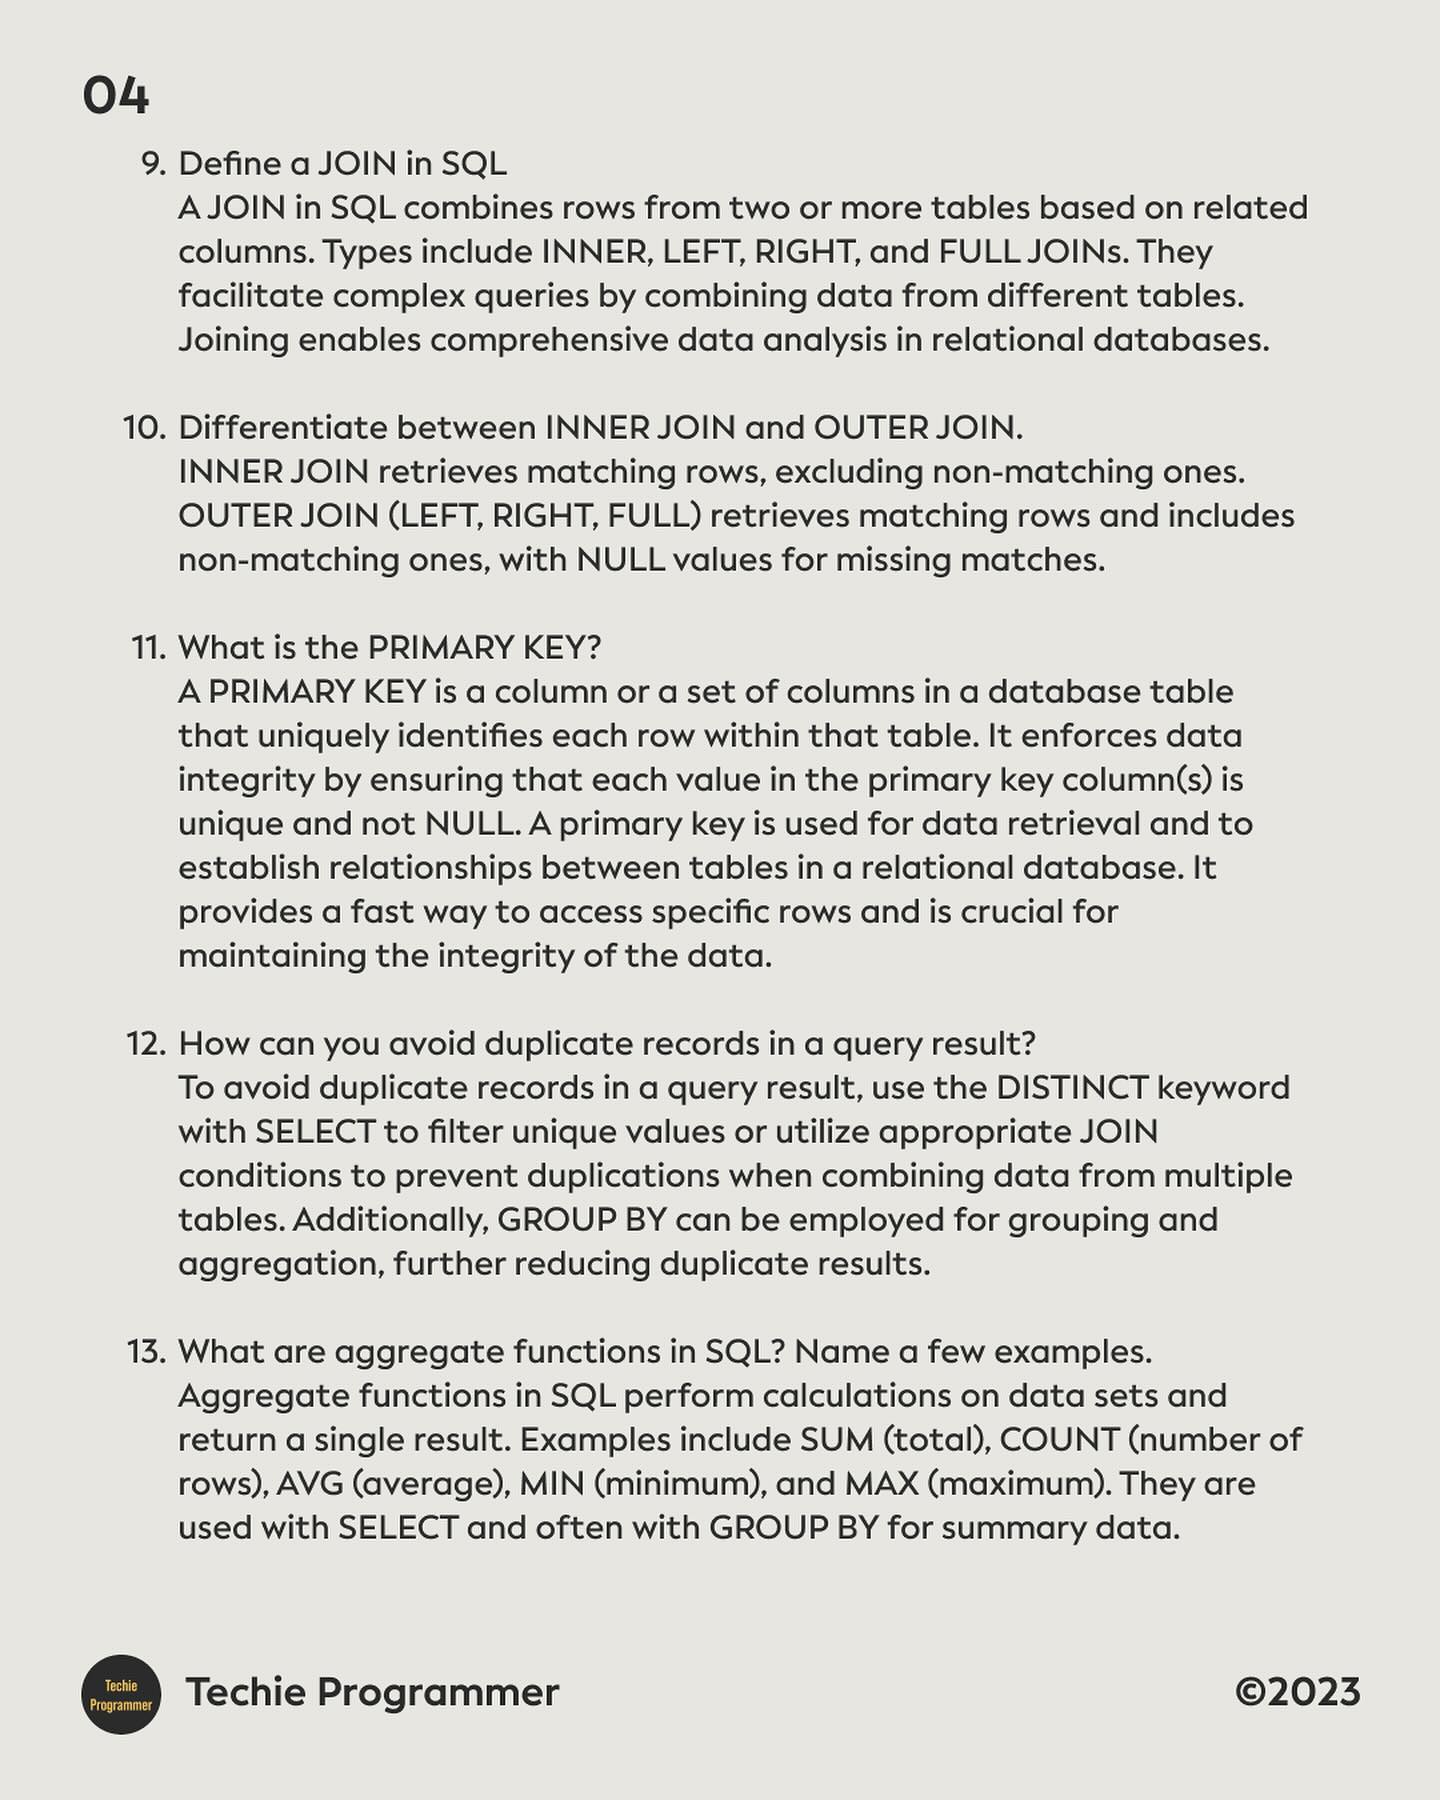 04
9. Define a JOIN in SQL
A JOIN in SQL combines rows from two or more tables based on related
columns. Types include INNER, LEFT, RIGHT, and FULL JOINs. They
facilitate complex queries by combining data from different tables.
Joining enables comprehensive data analysis in relational databases.
10. Differentiate between INNER JOIN and OUTER JOIN.
INNER JOIN retrieves matching rows, excluding non-matching ones.
OUTER JOIN (LEFT, RIGHT, FULL) retrieves matching rows and includes
non-matching ones, with NULL values for missing matches.
11. What is the PRIMARY KEY?
A PRIMARY KEY is a column or a set of columns in a database table
that uniquely identifies each row within that table. It enforces data
integrity by ensuring that each value in the primary key column(s) is
unique and not NULL. A primary key is used for data retrieval and to
establish relationships between tables in a relational database. It
provides a fast way to access specific rows and is crucial for
maintaining the integrity of the data.
12. How can you avoid duplicate records in a query result?
To avoid duplicate records in a query result, use the DISTINCT keyword
with SELECT to filter unique values or utilize appropriate JOIN
conditions to prevent duplications when combining data from multiple
tables. Additionally, GROUP BY can be employed for grouping and
aggregation, further reducing duplicate results.
13. What are aggregate functions in SQL? Name a few examples.
Aggregate functions in SQL perform calculations on data sets and
return a single result. Examples include SUM (total), COUNT (number of
rows), AVG (average), MIN (minimum), and MAX (maximum). They are
used with SELECT and often with GROUP BY for summary data.
Techie
Programmer
Techie Programmer
©2023